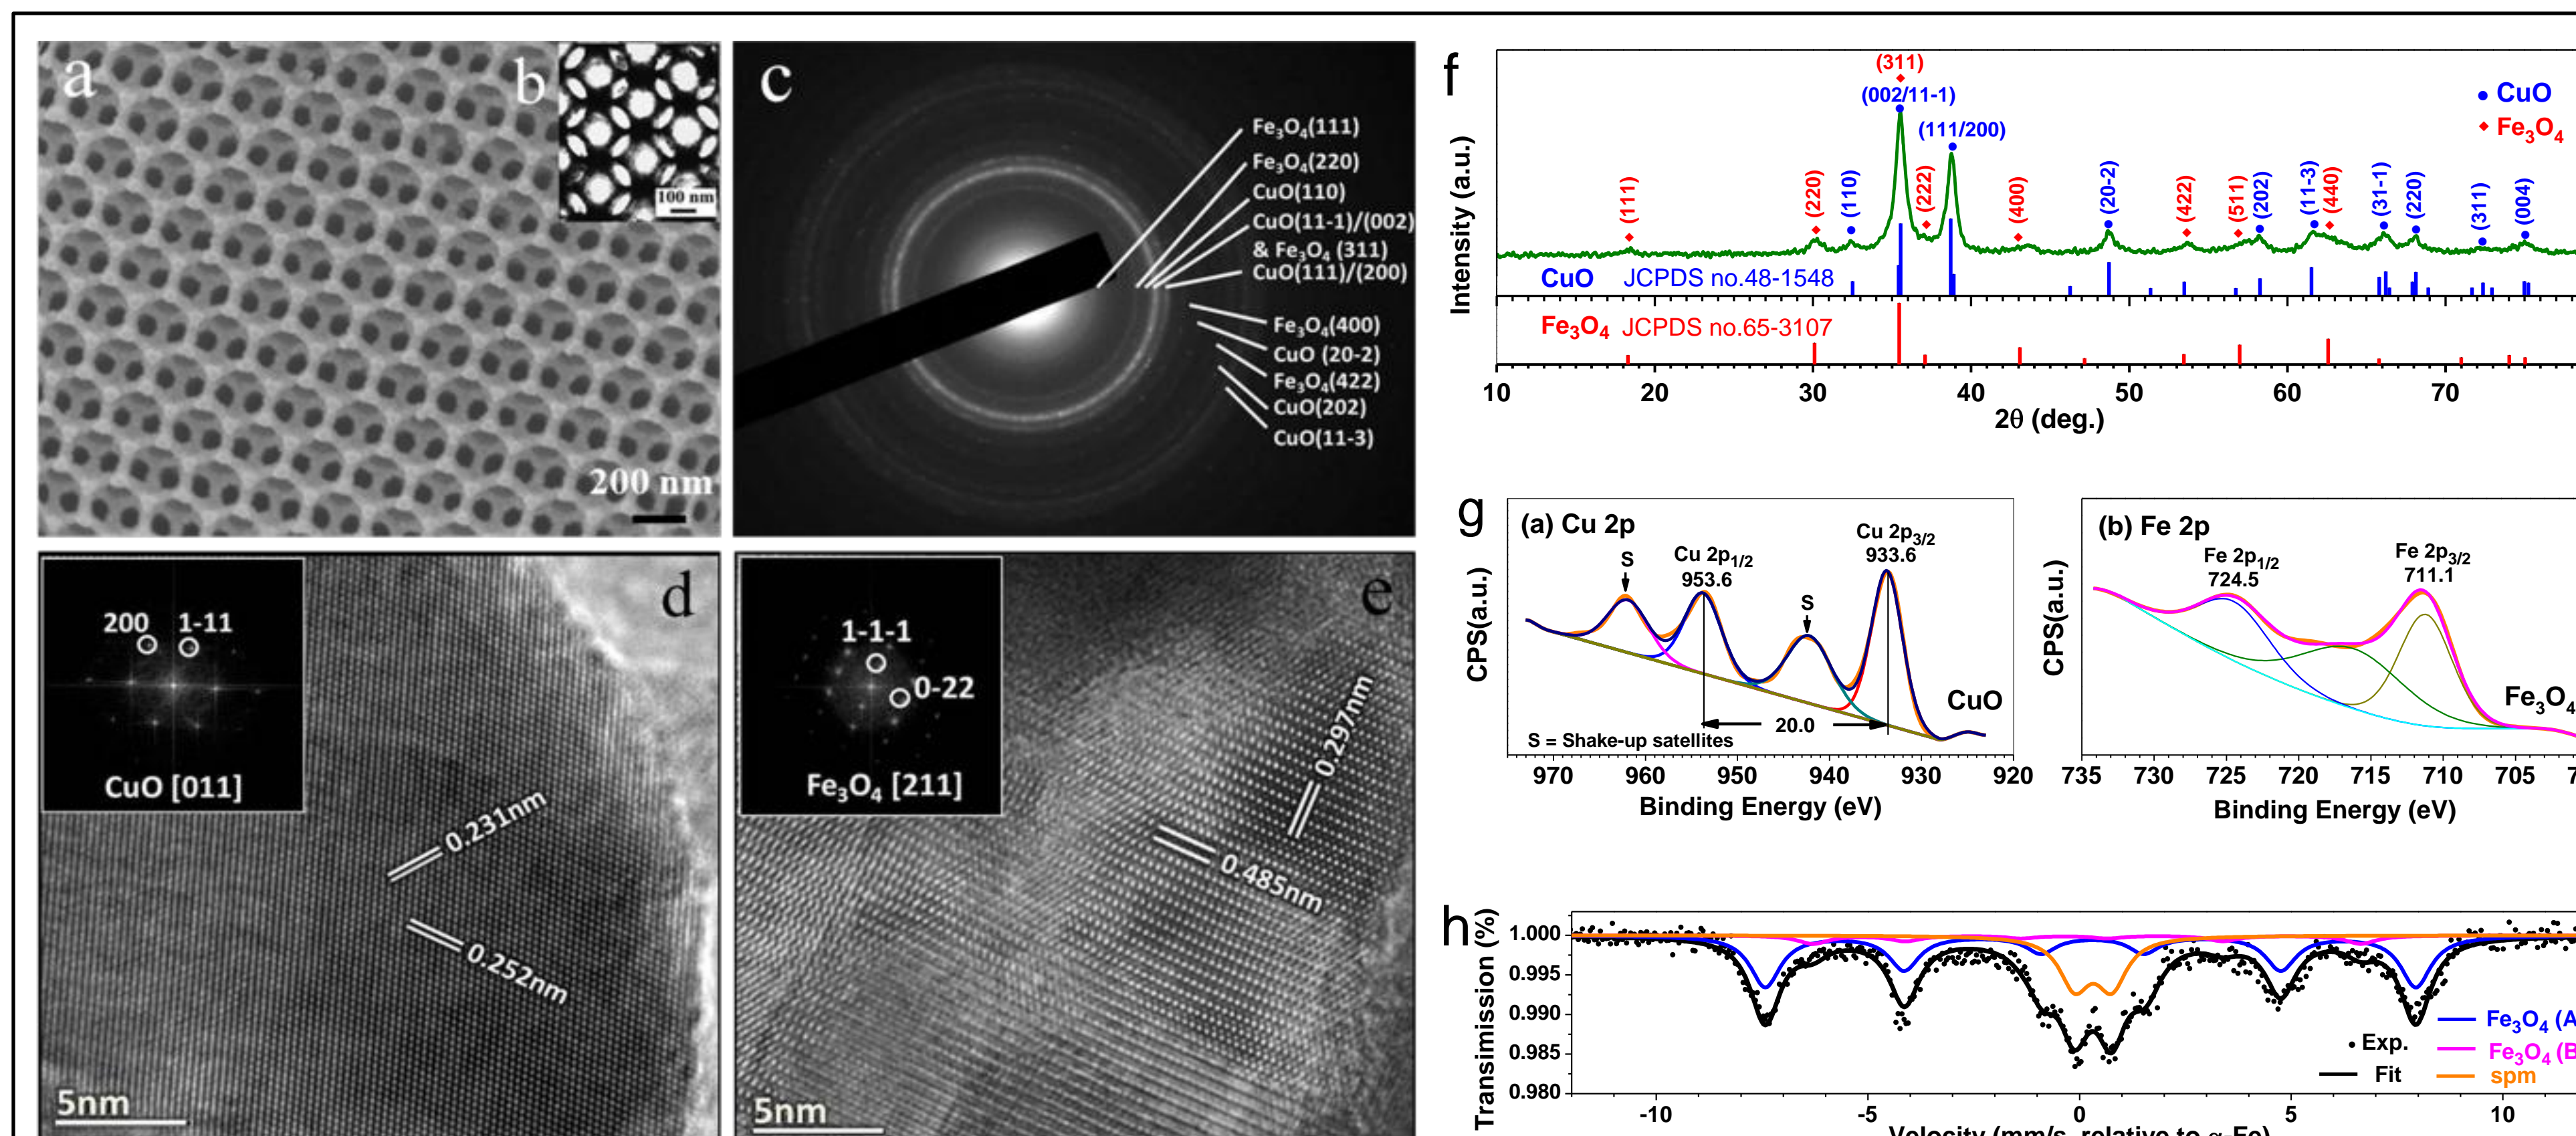 a
b
100 nm
200 nm
c
Fe₃O₄(111)
Fe₃O₄(220)
CuO(110)
CuO(11-1)/(002)
& Fe₃O₄ (311)
CuO(111)/(200)
Fe₃O₄(400)
CuO (20-2)
Fe₃O₄(422)
CuO(202)
CuO(11-3)
d
200 1-11
CuO [011]
0.231nm
0.252nm
5nm
e
1-1-1
0-22
Fe₃O₄ [211]
0.297nm
0.485nm
5nm
f
Intensity (a.u.)
(311)
(002/11-1)
(111/200)
(111)
(220)
(110)
(222)
(400)
(20-2)
(422)
(511)
(202)
(11-3)
(440)
(31-1)
(220)
(311)
(004)
CuO
Fe₃O₄
CuO JCPDS no.48-1548
Fe₃O₄ JCPDS no.65-3107
10 20 30 40 50 60 70
2θ (deg.)
g
(a) Cu 2p
CPS(a.u.)
S
Cu 2p1/2
953.6
S
Cu 2p3/2
933.6
CuO
20.0
S = Shake-up satellites
970 960 950 940 930 920
Binding Energy (eV)
(b) Fe 2p
CPS(a.u.)
Fe 2p1/2
724.5
Fe 2p3/2
711.1
Fe₃O₄
735 730 725 720 715 710 705
Binding Energy (eV)
h
Transimission (%)
1.000
0.995
0.990
0.985
0.980
Exp.
Fit
Fe₃O₄ (A
Fe₃O₄ (B
spm
-10 -5 0 5 10
Velocity (mm/s, relative to α-Fe)